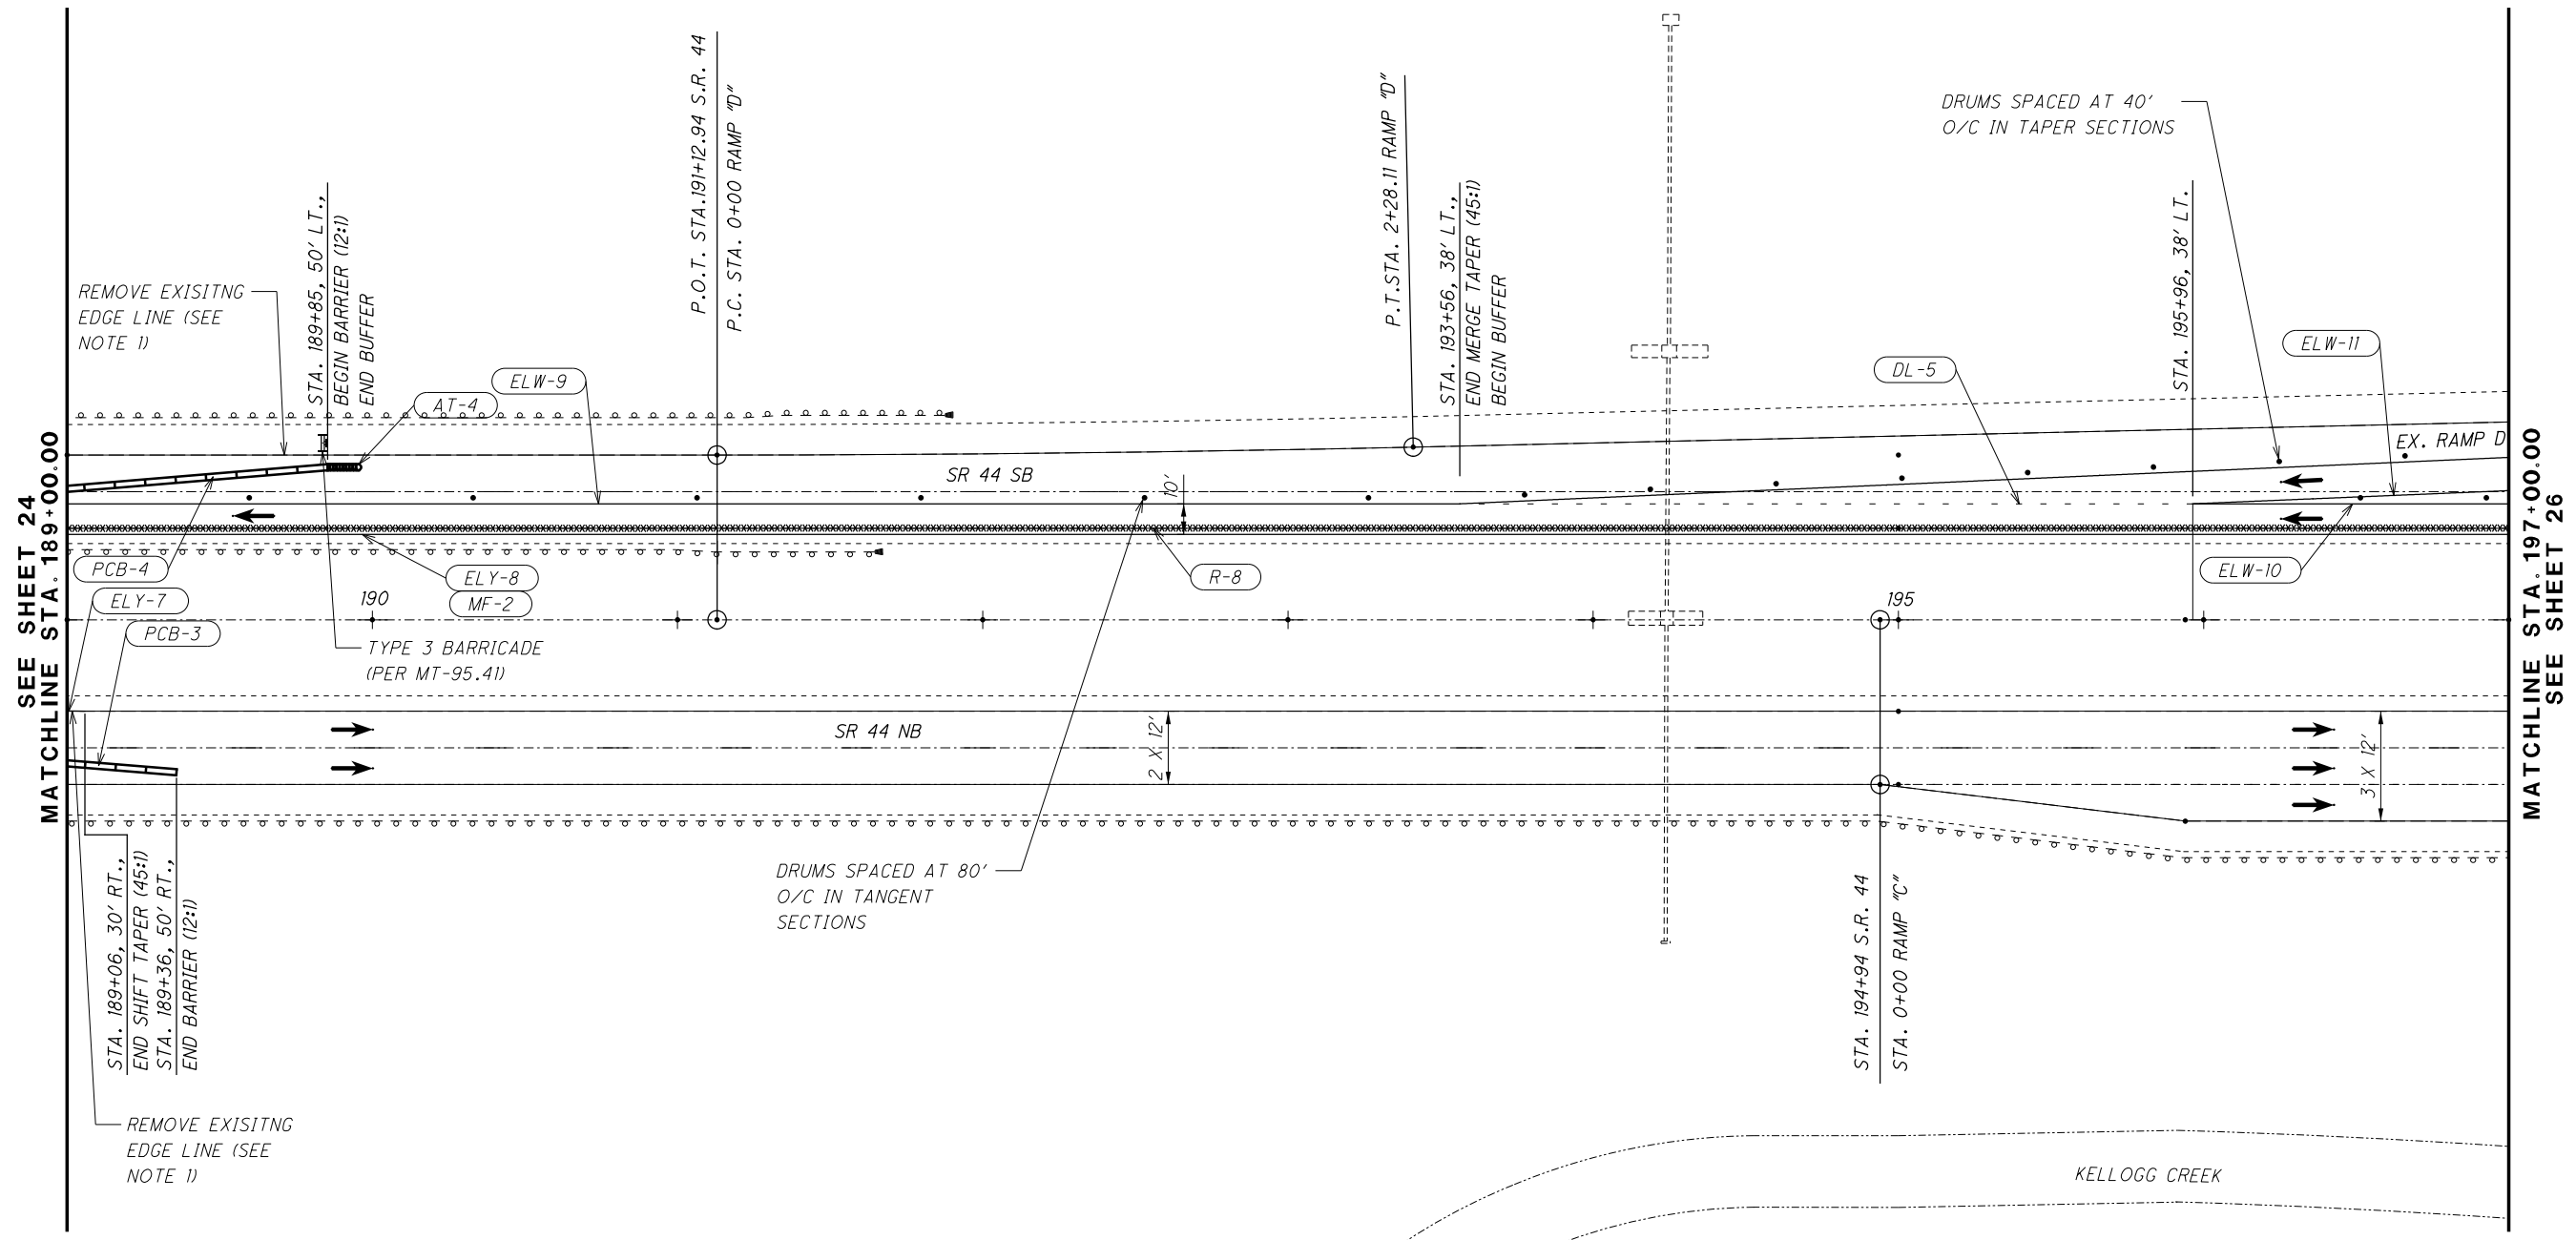 SEE SHEET 24
MATCHLINE STA. 189+00.00
REMOVE EXISITNG
EDGE LINE (SEE
NOTE 1)
STA. 189+85, 50' LT.,
BEGIN BARRIER (12:1)
END BUFFER
AT-4
ELW-9
P.O.T. STA.191+12.94 S.R. 44
P.C. STA. 0+00 RAMP "D"
P.T.STA. 2+28.11 RAMP "D"
STA. 193+56, 38' LT.,
END MERGE TAPER (45:1)
BEGIN BUFFER
DRUMS SPACED AT 40'
O/C IN TAPER SECTIONS
STA. 195+96, 38' LT.
DL-5
ELW-11
EX. RAMP D
SR 44 SB
10'
PCB-4
ELY-7
PCB-3
ELY-8
MF-2
R-8
ELW-10
190
195
TYPE 3 BARRICADE
(PER MT-95.41)
SR 44 NB
2 X 12'
3 X 12'
DRUMS SPACED AT 80'
O/C IN TANGENT
SECTIONS
STA. 189+06, 30' RT.,
END SHIFT TAPER (45:1)
STA. 189+36, 50' RT.,
END BARRIER (12:1)
STA. 194+94 S.R. 44
STA. 0+00 RAMP "C"
REMOVE EXISITNG
EDGE LINE (SEE
NOTE 1)
KELLOGG CREEK
MATCHLINE STA. 197+00.00
SEE SHEET 26